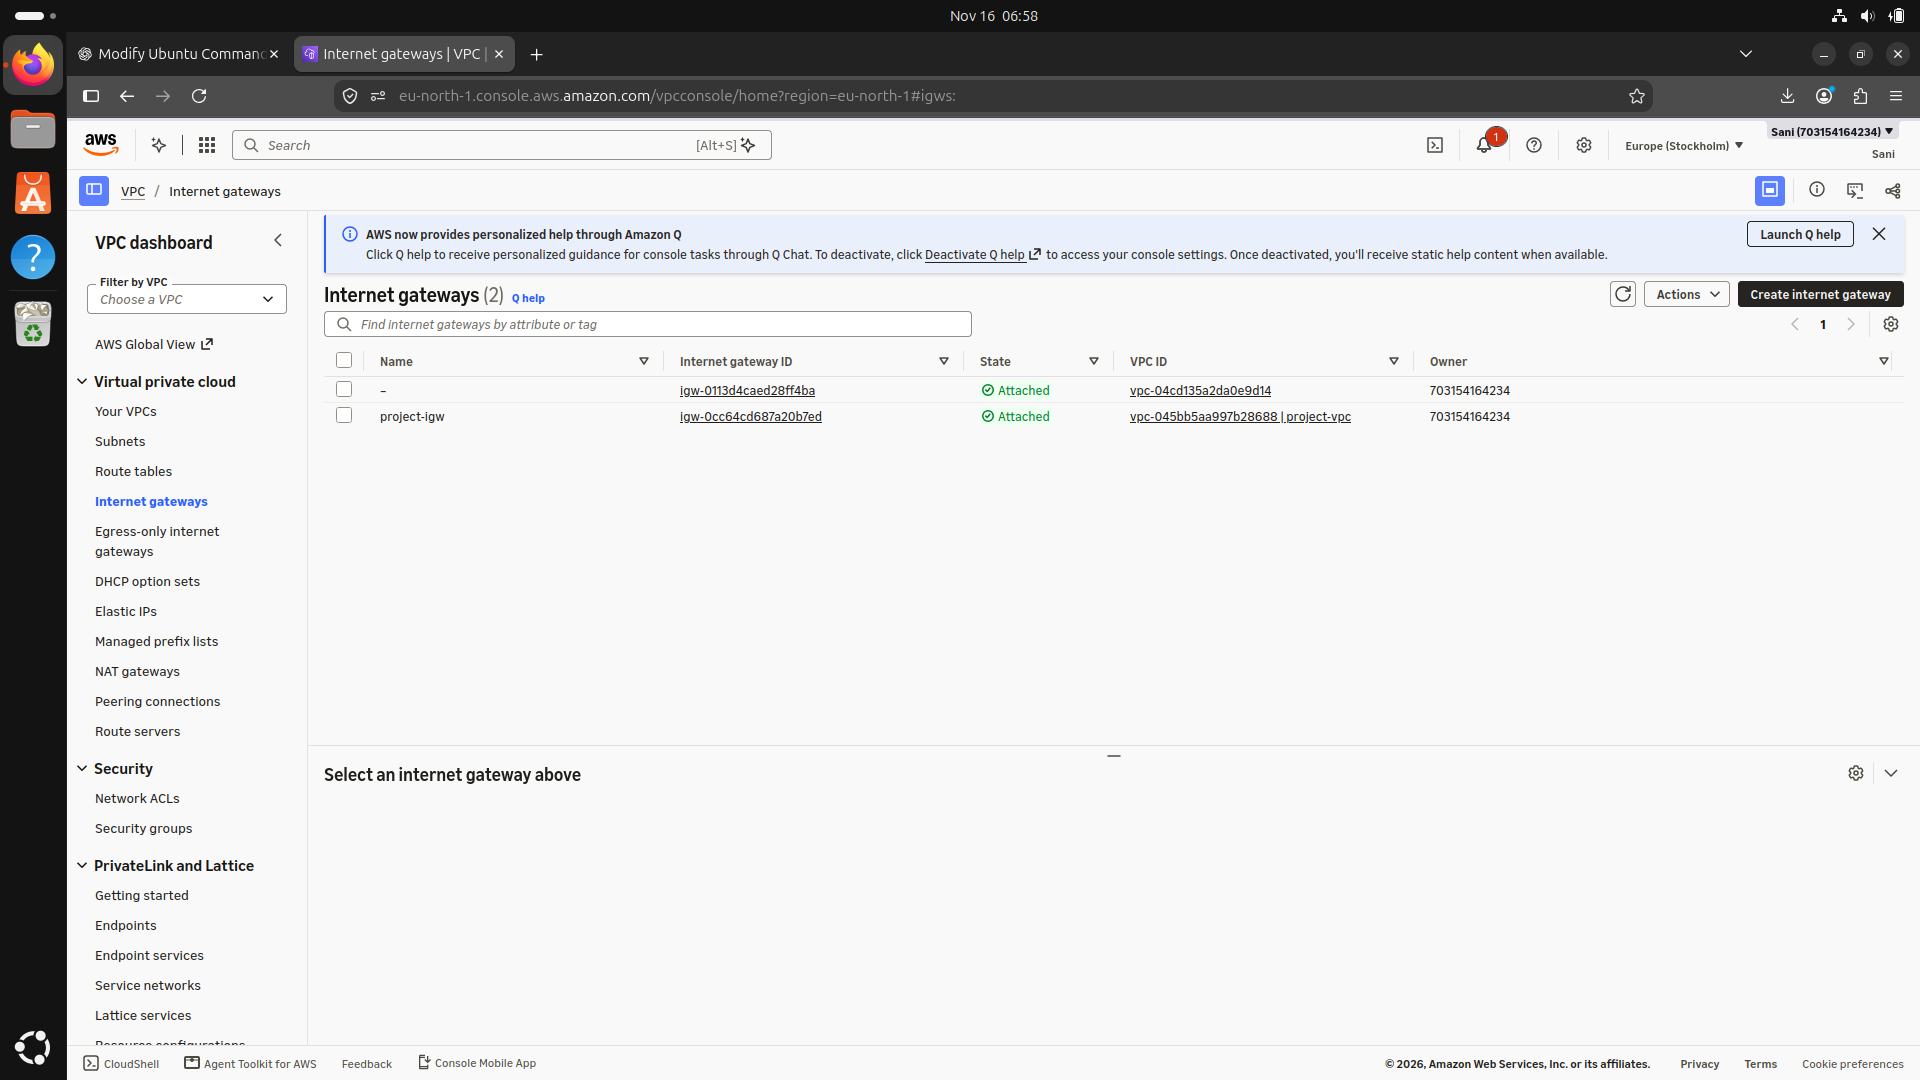 Nov 16 06:58
Modify Ubuntu Comman
Internet gateways | VPC |
eu-north-1.console.aws.amazon.com/vpcconsole/home?region=eu-north-1#igws:
aws
Search
[Alt+S]
1
Europe (Stockholm)
Sani (703154164234)
Sani
VPC / Internet gateways
VPC dashboard
Filter by VPC
Choose a VPC
AWS Global View
Virtual private cloud
Your VPCs
Subnets
Route tables
Internet gateways
Egress-only internet
gateways
DHCP option sets
Elastic IPs
Managed prefix lists
NAT gateways
Peering connections
Route servers
Security
Network ACLs
Security groups
PrivateLink and Lattice
Getting started
Endpoints
Endpoint services
Service networks
Lattice services
Resource configurations
AWS now provides personalized help through Amazon Q
Click Q help to receive personalized guidance for console tasks through Q Chat. To deactivate, click Deactivate Q help to access your console settings. Once deactivated, you'll receive static help content when available.
Launch Q help
Internet gateways (2) Q help
Actions
Create internet gateway
Find internet gateways by attribute or tag
1
Name Internet gateway ID State VPC ID Owner
– igw-0113d4caed28ff4ba Attached vpc-04cd135a2da0e9d14 703154164234
project-igw igw-0cc64cd687a20b7ed Attached vpc-045bb5aa997b28688 | project-vpc 703154164234
Select an internet gateway above
CloudShell Agent Toolkit for AWS Feedback Console Mobile App
© 2026, Amazon Web Services, Inc. or its affiliates. Privacy Terms Cookie preferences